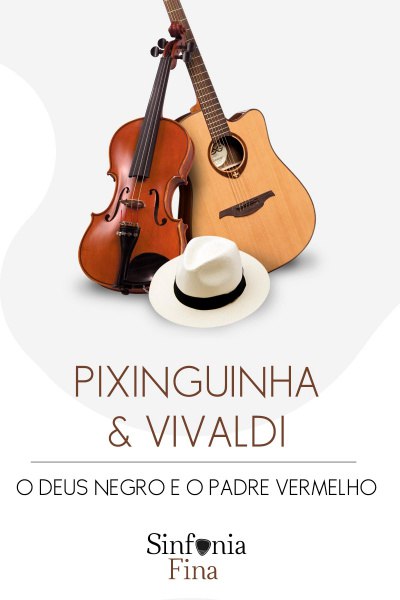 PIXINGUINHA
& VIVALDI
O DEUS NEGRO E O PADRE VERMELHO
Sinfonia
Fina